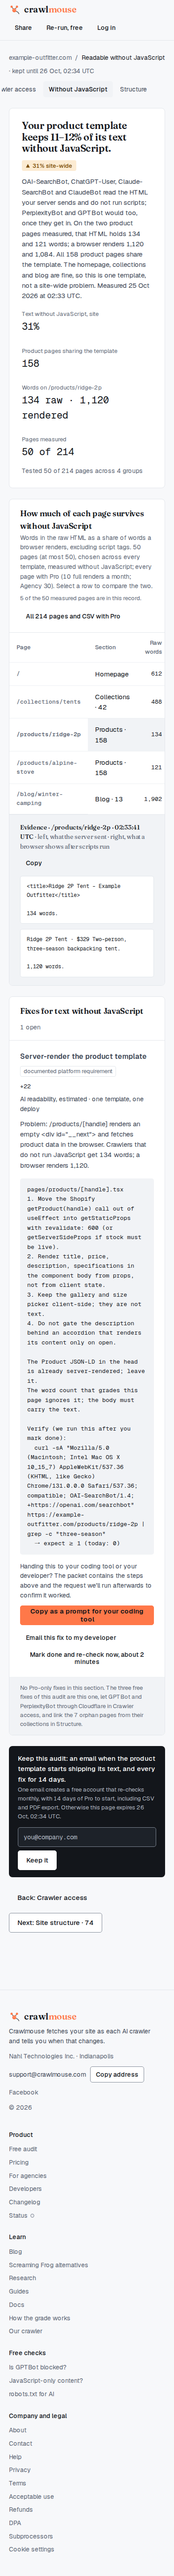 crawlmouse
Share Re-run, free Log in
example-outfitter.com / Readable without JavaScript
· kept until 26 Oct, 02:34 UTC
wler access Without JavaScript Structure
Your product template
keeps 11–12% of its text
without JavaScript.
▲ 31% site-wide
OAI-SearchBot, ChatGPT-User, Claude-
SearchBot and ClaudeBot read the HTML
your server sends and do not run scripts;
PerplexityBot and GPTBot would too,
once they get in. On the two product
pages measured, that HTML holds 134
and 121 words; a browser renders 1,120
and 1,084. All 158 product pages share
the template. The homepage, collections
and blog are fine, so this is one template,
not a site-wide problem. Measured 25 Oct
2026 at 02:33 UTC.
Text without JavaScript, site
31%
Product pages sharing the template
158
Words on /products/ridge-2p
134 raw · 1,120
rendered
Pages measured
50 of 214
Tested 50 of 214 pages across 4 groups
How much of each page survives
without JavaScript
Words in the raw HTML as a share of words a
browser renders, excluding script tags. 50
pages (at most 50), chosen across every
template, measured without JavaScript; every
page with Pro (10 full renders a month;
Agency 30). Select a row to compare the two.
5 of the 50 measured pages are in this record.
All 214 pages and CSV with Pro
Page Section Raw
words
/ Homepage 612
/collections/tents Collections
· 42 488
/products/ridge-2p Products ·
158 134
/products/alpine-
stove Products ·
158 121
/blog/winter-
camping Blog · 13 1,902
Evidence · /products/ridge-2p · 02:33:41
UTC · left, what the server sent · right, what a
browser shows after scripts run
Copy
<title>Ridge 2P Tent – Example
Outfitter</title>
134 words.
Ridge 2P Tent · $329 Two-person,
three-season backpacking tent.
1,120 words.
Fixes for text without JavaScript
1 open
Server-render the product template
documented platform requirement
+22
AI readability, estimated · one template, one
deploy
Problem: /products/[handle] renders an
empty <div id="__next"> and fetches
product data in the browser. Crawlers that
do not run JavaScript get 134 words; a
browser renders 1,120.
pages/products/[handle].tsx
1. Move the Shopify
getProduct(handle) call out of
useEffect into getStaticProps
with revalidate: 600 (or
getServerSideProps if stock must
be live).
2. Render title, price,
description, specifications in
the component body from props,
not from client state.
3. Keep the gallery and size
picker client-side; they are not
text.
4. Do not gate the description
behind an accordion that renders
its content only on open.
The Product JSON-LD in the head
is already server-rendered; leave
it.
The word count that grades this
page ignores it; the body must
carry the text.
Verify (we run this after you
mark done):
curl -sA "Mozilla/5.0
(Macintosh; Intel Mac OS X
10_15_7) AppleWebKit/537.36
(KHTML, like Gecko)
Chrome/131.0.0.0 Safari/537.36;
compatible; OAI-SearchBot/1.4;
+https://openai.com/searchbot"
https://example-
outfitter.com/products/ridge-2p |
grep -c "three-season"
→ expect ≥ 1 (today: 0)
Handing this to your coding tool or your
developer? The packet contains the steps
above and the request we'll run afterwards to
confirm it worked.
Copy as a prompt for your coding
tool
Email this fix to my developer
Mark done and re-check now, about 2
minutes
No Pro-only fixes in this section. The three free
fixes of this audit are this one, let GPTBot and
PerplexityBot through Cloudflare in Crawler
access, and link the 7 orphan pages from their
collections in Structure.
Keep this audit: an email when the product
template starts shipping its text, and every
fix for 14 days.
One email creates a free account that re-checks
monthly, with 14 days of Pro to start, including CSV
and PDF export. Otherwise this page expires 26
Oct, 02:34 UTC.
you@company.com
Keep it
Back: Crawler access
Next: Site structure · 74
crawlmouse
Crawlmouse fetches your site as each AI crawler
and tells you when that changes.
Nahl Technologies Inc. · Indianapolis
support@crawlmouse.com Copy address
Facebook
© 2026
Product
Free audit
Pricing
For agencies
Developers
Changelog
Status
Learn
Blog
Screaming Frog alternatives
Research
Guides
Docs
How the grade works
Our crawler
Free checks
Is GPTBot blocked?
JavaScript-only content?
robots.txt for AI
Company and legal
About
Contact
Help
Privacy
Terms
Acceptable use
Refunds
DPA
Subprocessors
Cookie settings